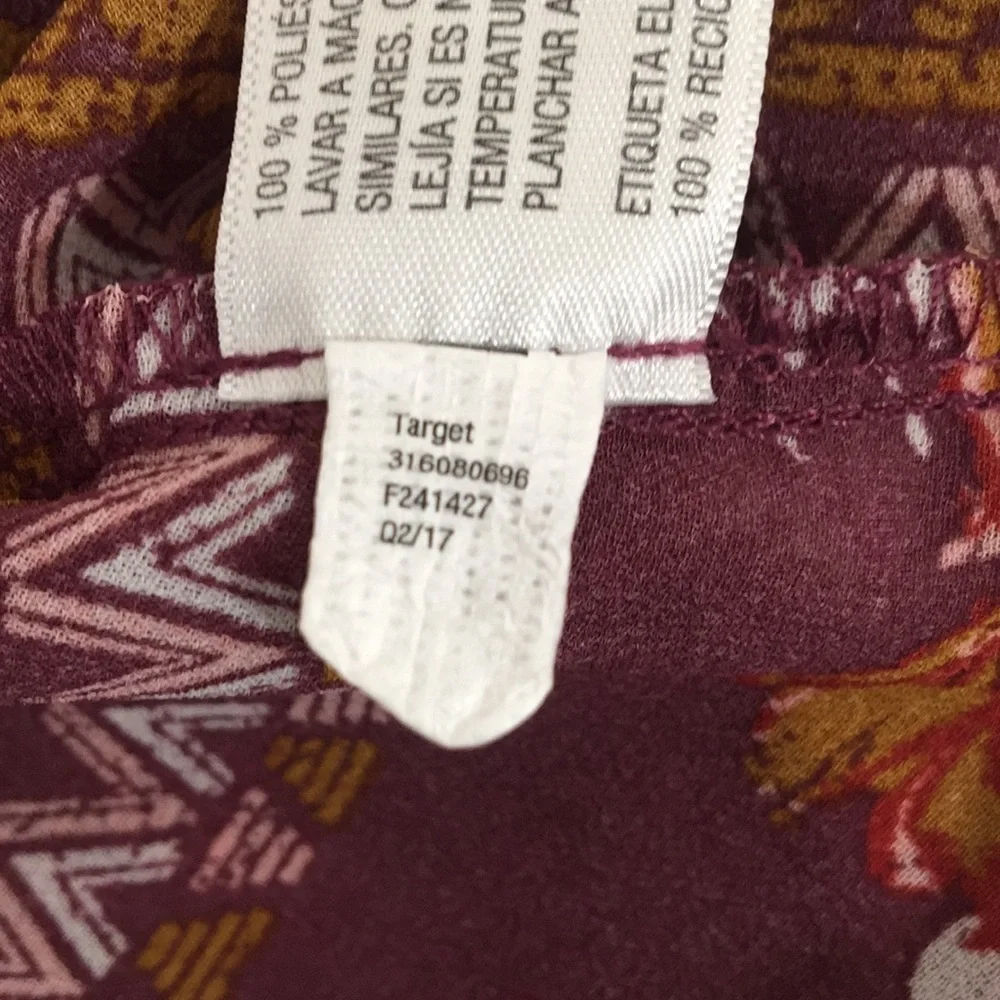 100 % POLIÉS
LAVAR A MÁQ
SIMILARES. 
LEJÍA SI ES N
TEMPERATU
PLANCHAR A
ETIQUETA EL
100 % RECIC
Target
316080696
F241427
Q2/17